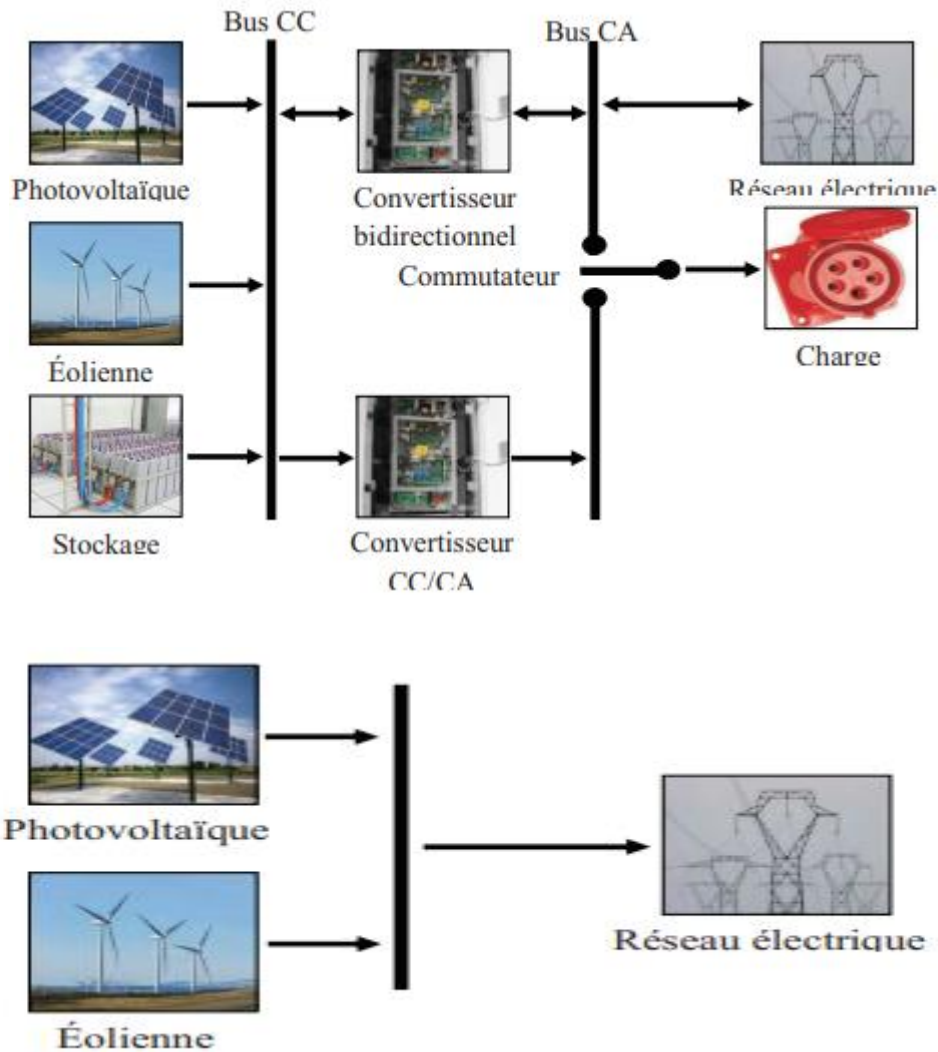 Bus CC
Bus CA
Photovoltaïque
Convertisseur
bidirectionnel
Réseau électrique
Commutateur
Éolienne
Charge
Stockage
Convertisseur
CC/CA
Photovoltaïque
Réseau électrique
Éolienne